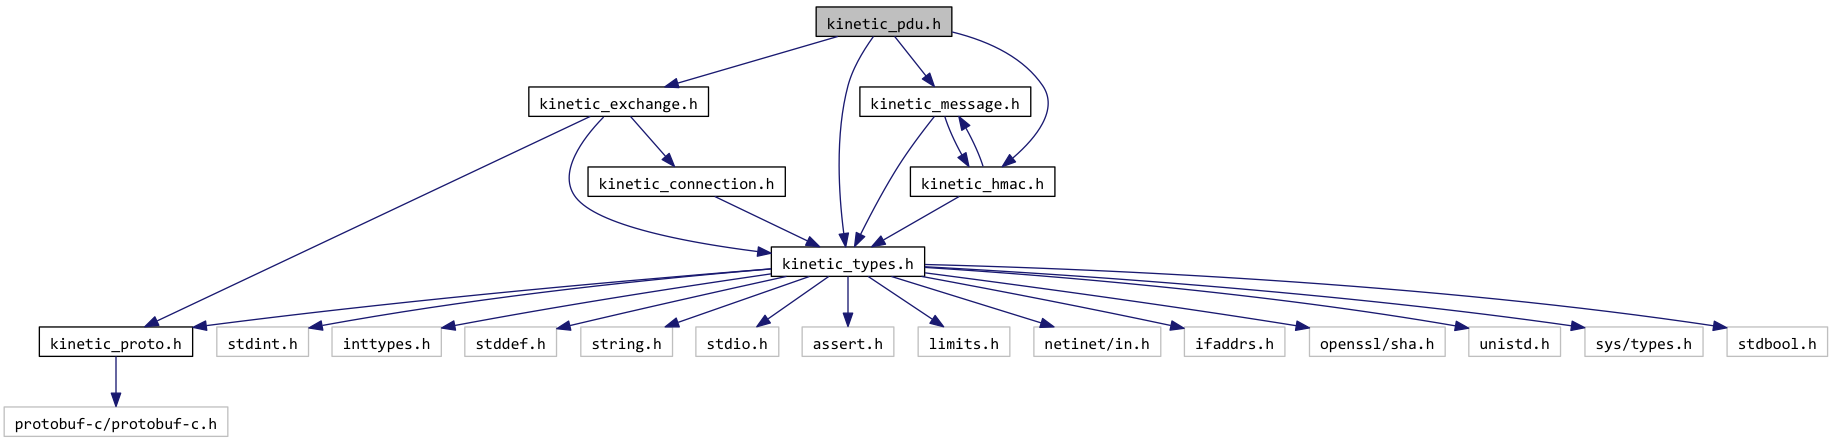 kinetic_pdu.h
kinetic_exchange.h
kinetic_message.h
kinetic_connection.h
kinetic_hmac.h
kinetic_types.h
kinetic_proto.h
stdint.h
inttypes.h
stddef.h
string.h
stdio.h
assert.h
limits.h
netinet/in.h
ifaddrs.h
openssl/sha.h
unistd.h
sys/types.h
stdbool.h
protobuf-c/protobuf-c.h